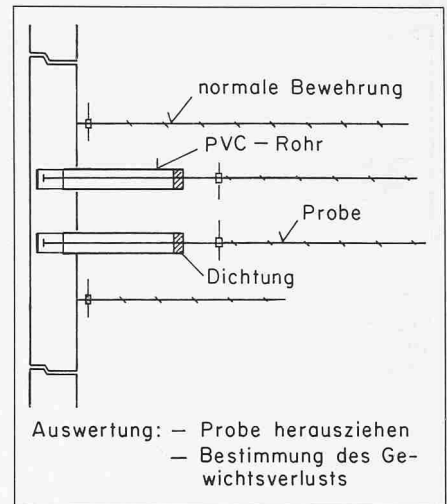 normale Bewehrung
PVC – Rohr
Probe
Dichtung
Auswertung: – Probe herausziehen
– Bestimmung des Ge-
wichtsverlusts